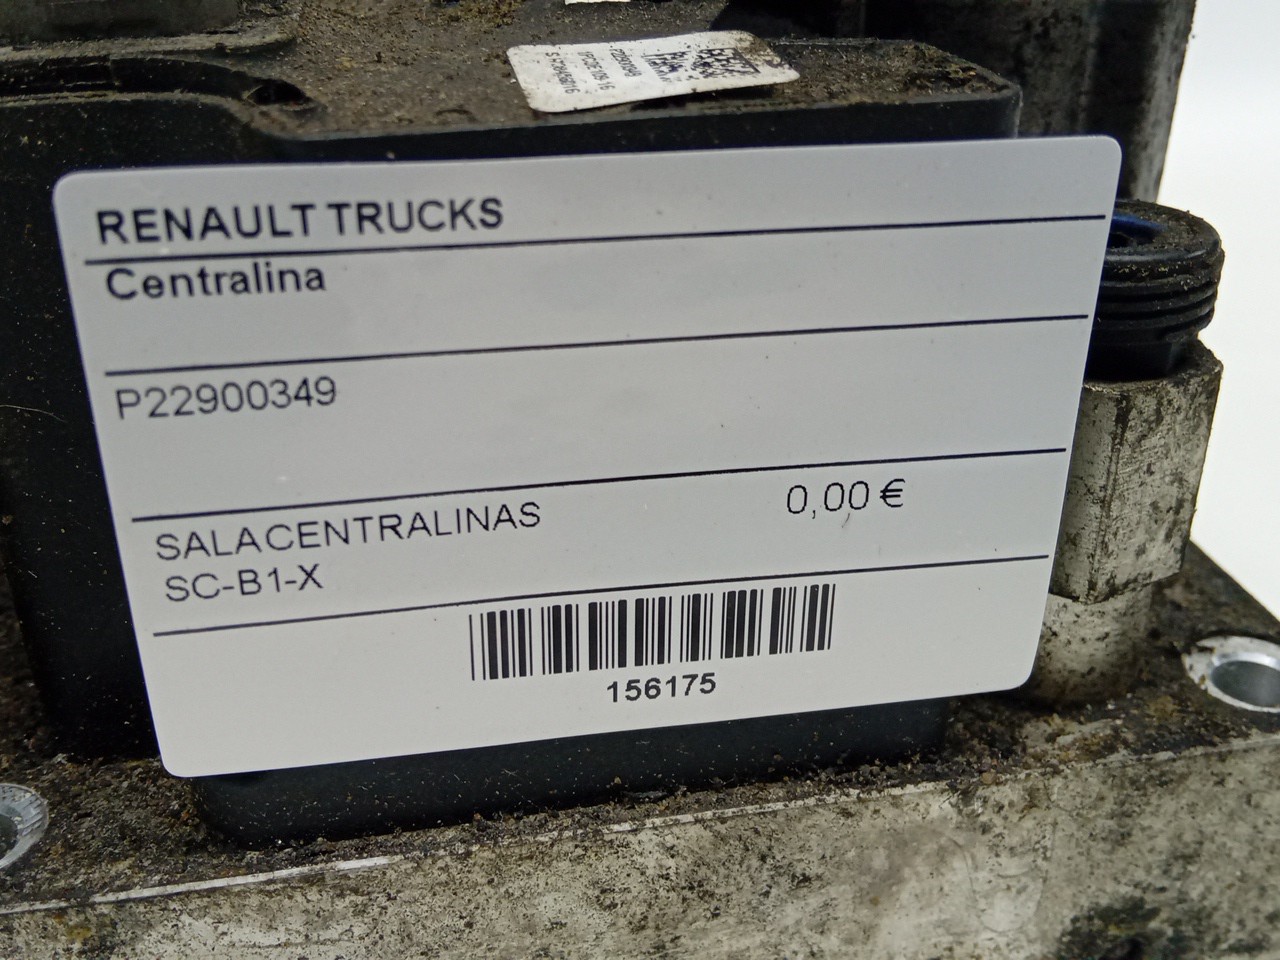 RENAULT TRUCKS
Centralina
P22900349
SALACENTRALINAS
0,00 €
SC-B1-X
156175